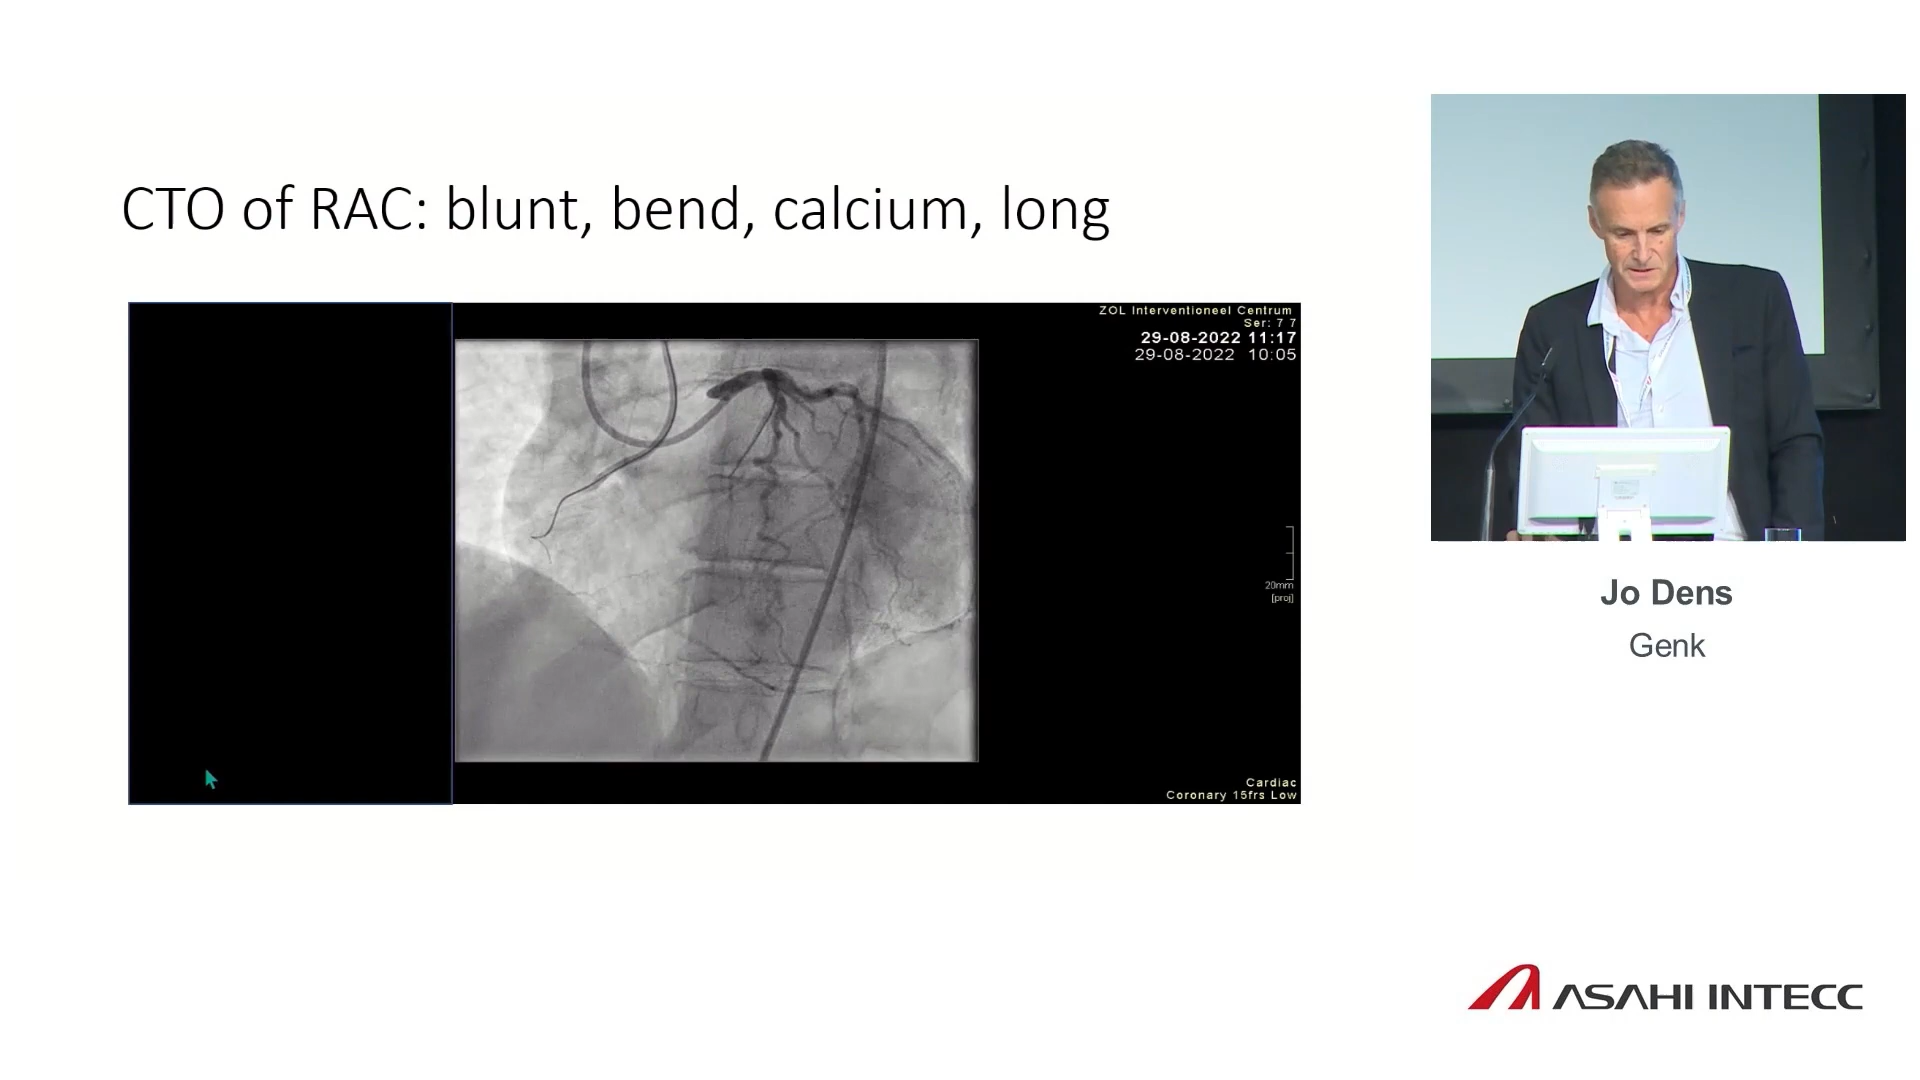 CTO of RAC: blunt, bend, calcium, long
ZOL Interventioneel Centrum
Ser: 7 7
29-08-2022 11:17
29-08-2022 10:05
20mm
[proj]
Cardiac
Coronary 15frs Low
Jo Dens
Genk
ASAHI INTECC